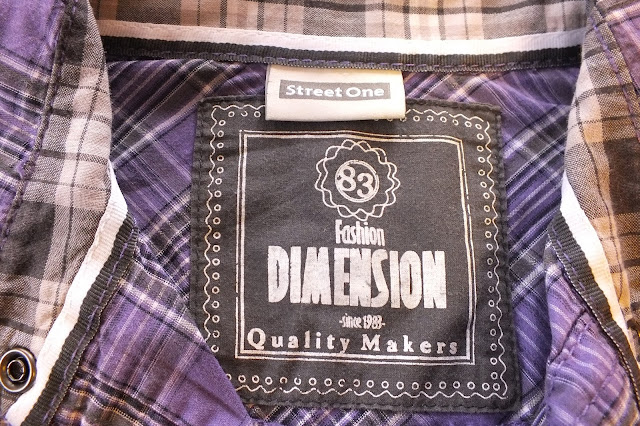 Street One
83
Fashion
DIMENSION
-since 1983-
Quality Makers